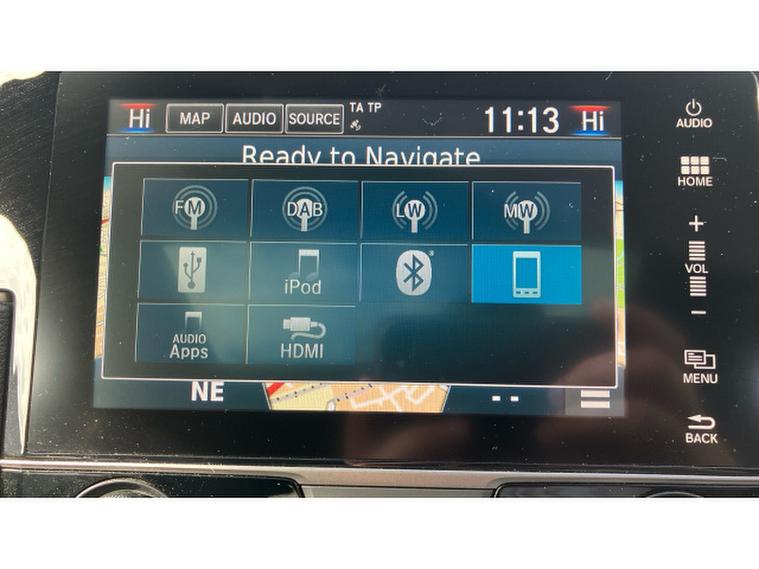 Hi MAP AUDIO SOURCE TA TP 11:13 Hi
Ready to Navigate
FM DAB LW MW
iPod
AUDIO Apps HDMI
NE - -
AUDIO
HOME
+
VOL
−
MENU
BACK